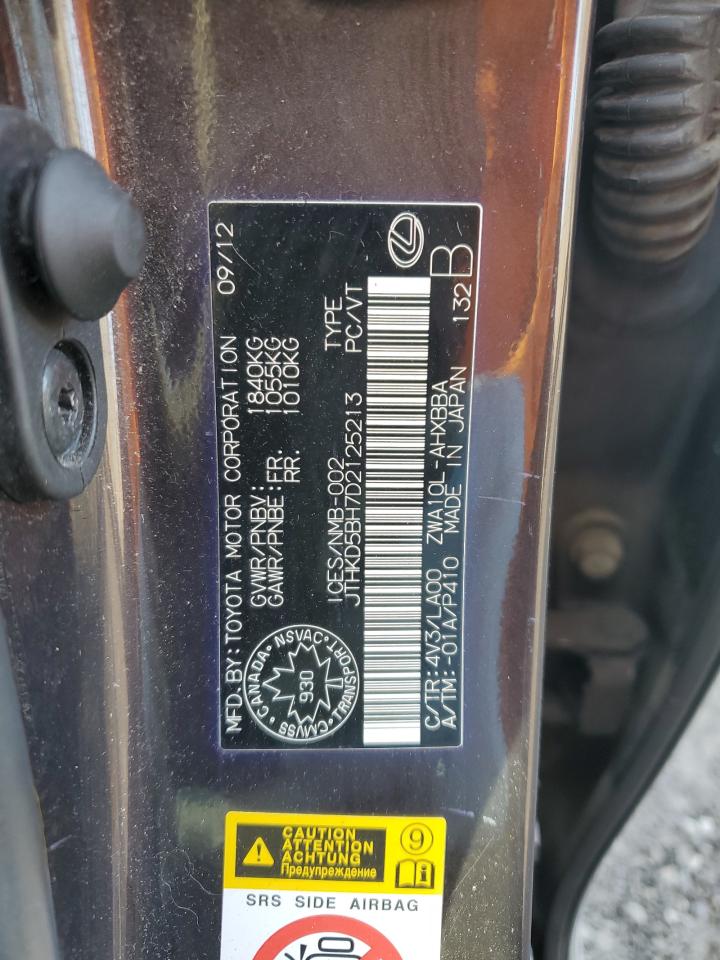 MFD.BY:TOYOTA MOTOR CORPORATION 09/12
GVWR/PNBV: 1840KG
GAWR/PNBE:FR. 1055KG
RR. 1010KG
CANADA NSVAC
930
CMVSS TRANSPORT
ICES/NMB-002 TYPE
JTHKD5BH7D2125213 PC/VT
C/TR:4V3/LA00 ZWA10L-AHXBBA 132 B
A/TM:-01A/P410 MADE IN JAPAN
CAUTION
ATTENTION
ACHTUNG
Предупреждение
9
SRS SIDE AIRBAG